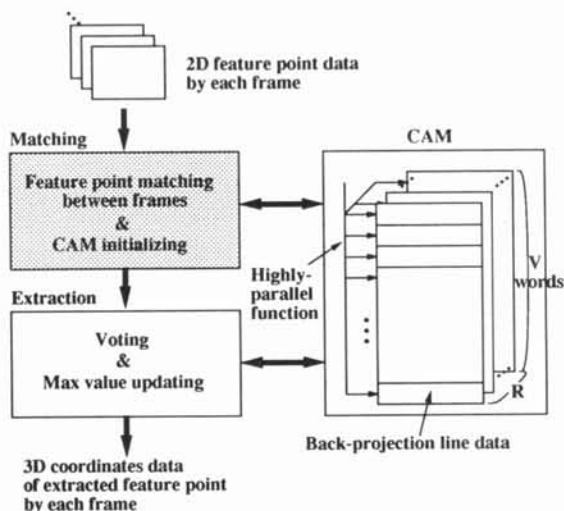 2D feature point data
by each frame
Matching
Feature point matching
between frames
&
CAM initializing
Extraction
Voting
&
Max value updating
3D coordinates data
of extracted feature point
by each frame
CAM
Highly-
parallel
function
V
words
R
Back-projection line data